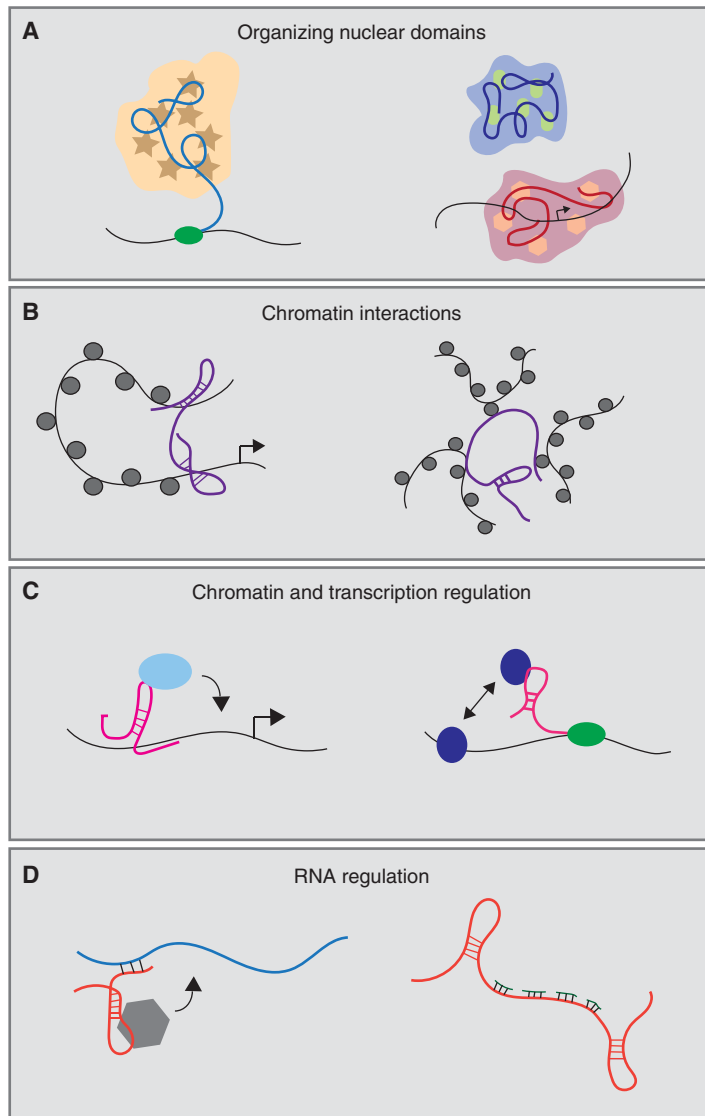 A
Organizing nuclear domains
B
Chromatin interactions
C
Chromatin and transcription regulation
D
RNA regulation